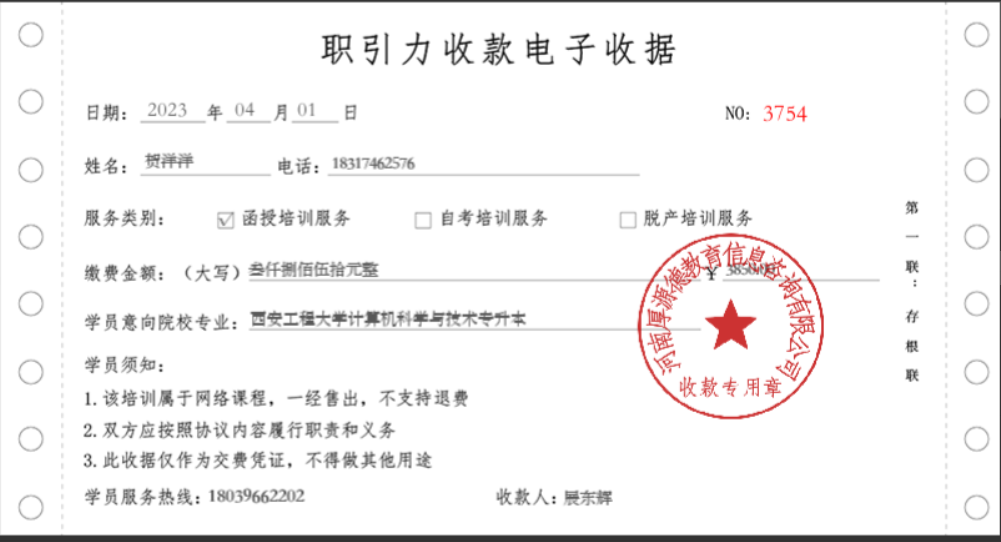 职引力收款电子收据
日期： 2023 年 04 月 01 日
NO: 3754
姓名： 贺洋洋 电话： 18317462576
服务类别： ☑ 函授培训服务 ☐ 自考培训服务 ☐ 脱产培训服务
缴费金额：（大写） 叁仟捌佰伍拾元整 ￥
学员意向院校专业： 西安工程大学计算机科学与技术专升本
学员须知：
1. 该培训属于网络课程，一经售出，不支持退费
2. 双方应按照协议内容履行职责和义务
3. 此收据仅作为交费凭证，不得做其他用途
学员服务热线：18039662202 收款人：展东辉
第一联：存根联
河南厚源德教育信息咨询有限公司
收款专用章